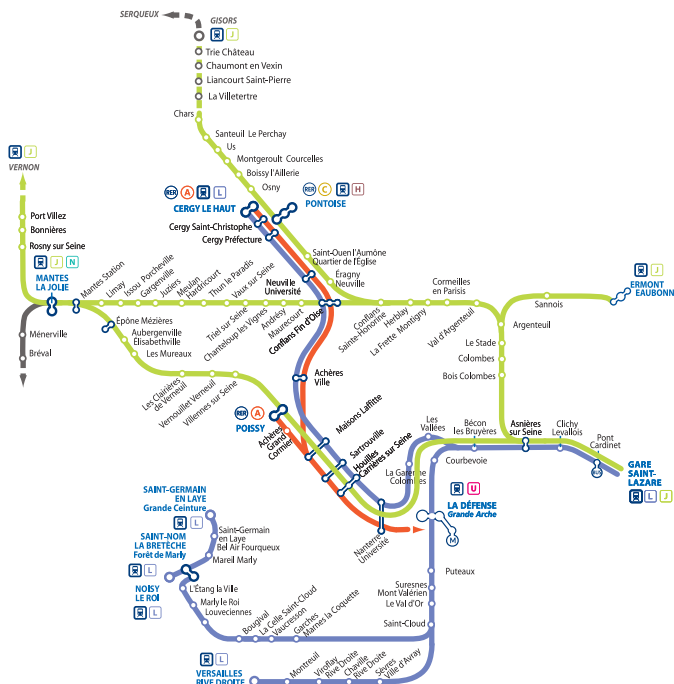 SERQUEUX
GISORS
J
Trie Château
Chaumont en Vexin
Liancourt Saint-Pierre
La Villetertre
Chars
Santeuil Le Perchay
Us
Montgeroult Courcelles
Boissy l'Aillerie
Osny
J
VERNON
RER A L
CERGY LE HAUT
RER C H
PONTOISE
Cergy Saint-Christophe
Cergy Préfecture
Saint-Ouen l'Aumône
Quartier de l'Église
Éragny
Neuville
Port Villez
Bonnières
Rosny sur Seine
J N
MANTES
LA JOLIE
Mantes Station
Limay
Issou Porcheville
Gargenville
Juziers
Meulan
Hardricourt
Thun le Paradis
Vaux sur Seine
Triel sur Seine
Chanteloup les Vignes
Andrésy
Maurecourt
Neuville
Université
Conflans Fin d'Oise
Conflans
Sainte-Honorine
Herblay
La Frette Montigny
Cormeilles
en Parisis
Val d'Argenteuil
J
ERMONT
EAUBONN
Sannois
Argenteuil
Le Stade
Colombes
Bois Colombes
Ménerville
Bréval
Épône Mézières
Aubergenville
Élisabethville
Les Mureaux
Les Clairières
de Verneuil
Vernouillet Verneuil
Villennes sur Seine
Achères
Ville
RER A
POISSY
Achères
Grand
Cormier
Maisons Laffitte
Sartrouville
Houilles
Carrières sur Seine
La Garenne
Colombes
Les
Vallées
Bécon
les Bruyères
Courbevoie
Asnières
sur Seine
Clichy
Levallois
Pont
Cardinet
BUS
GARE
SAINT-
LAZARE
L J
U
LA DÉFENSE
Grande Arche
M
Nanterre
Université
SAINT-GERMAIN
EN LAYE
Grande Ceinture
L
Saint-Germain
en Laye
Bel Air Fourqueux
Mareil Marly
SAINT-NOM
LA BRETÈCHE
Forêt de Marly
L
NOISY
LE ROI
L
L'Étang la Ville
Marly le Roi
Louveciennes
Bougival
La Celle Saint-Cloud
Vaucresson
Garches
Marnes la Coquette
Puteaux
Suresnes
Mont Valérien
Le Val d'Or
Saint-Cloud
L
VERSAILLES
RIVE DROITE
Montreuil
Viroflay
Rive Droite
Chaville
Rive Droite
Sèvres
Ville d'Avray